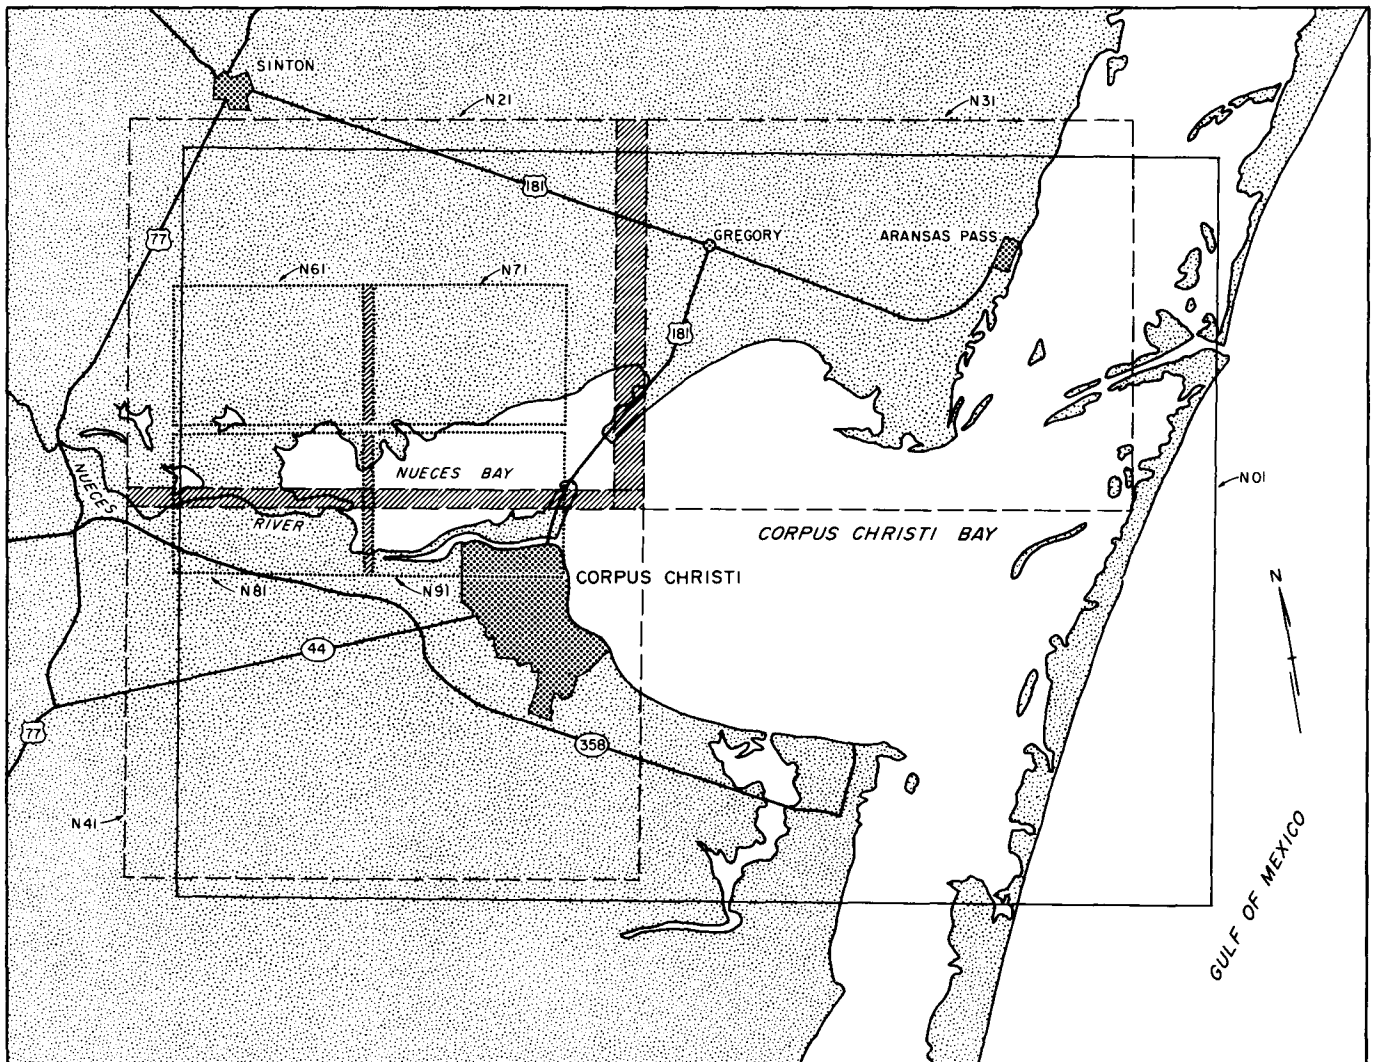 SINTON
N21
N31
181
77
GREGORY
ARANSAS PASS
N61
N71
181
NUECES BAY
NUECES
RIVER
N01
CORPUS CHRISTI BAY
N81
N91
CORPUS CHRISTI
N
44
77
358
N41
GULF OF MEXICO